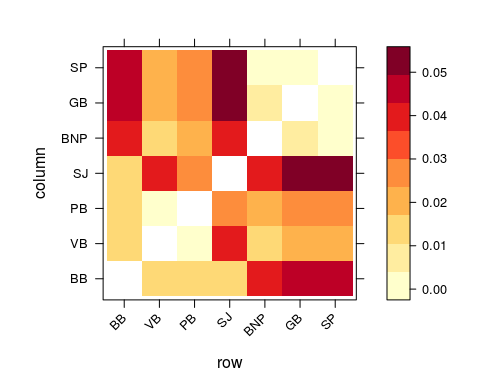 SP
GB
BNP
SJ
PB
VB
BB
column
BB VB PB SJ BNP GB SP
row
0.05
0.04
0.03
0.02
0.01
0.00